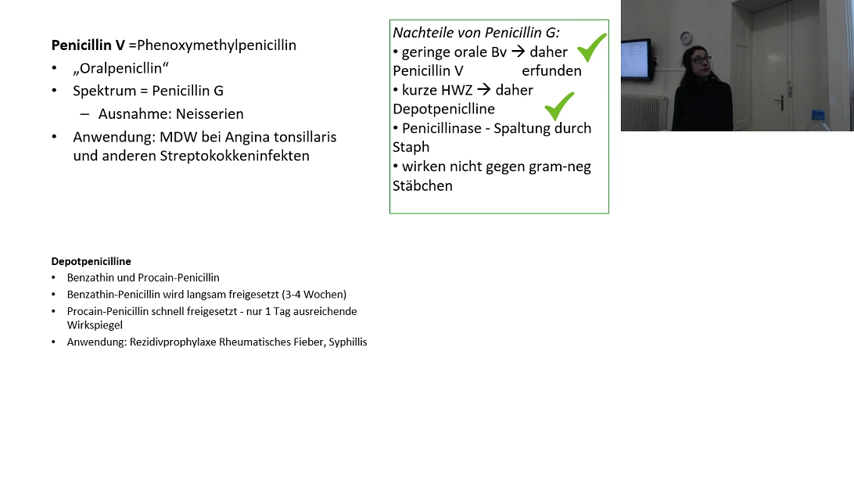 Penicillin V =Phenoxymethylpenicillin
• „Oralpenicllin“
• Spektrum = Penicillin G
– Ausnahme: Neisserien
• Anwendung: MDW bei Angina tonsillaris
und anderen Streptokokkeninfekten
Nachteile von Penicillin G:
• geringe orale Bv → daher
Penicillin V erfunden
• kurze HWZ → daher
Depotpeniclline
• Penicillinase - Spaltung durch
Staph
• wirken nicht gegen gram-neg
Stäbchen
Depotpenicilline
• Benzathin und Procain-Penicillin
• Benzathin-Penicillin wird langsam freigesetzt (3-4 Wochen)
• Procain-Penicillin schnell freigesetzt - nur 1 Tag ausreichende
Wirkspiegel
• Anwendung: Rezidivprophylaxe Rheumatisches Fieber, Syphillis